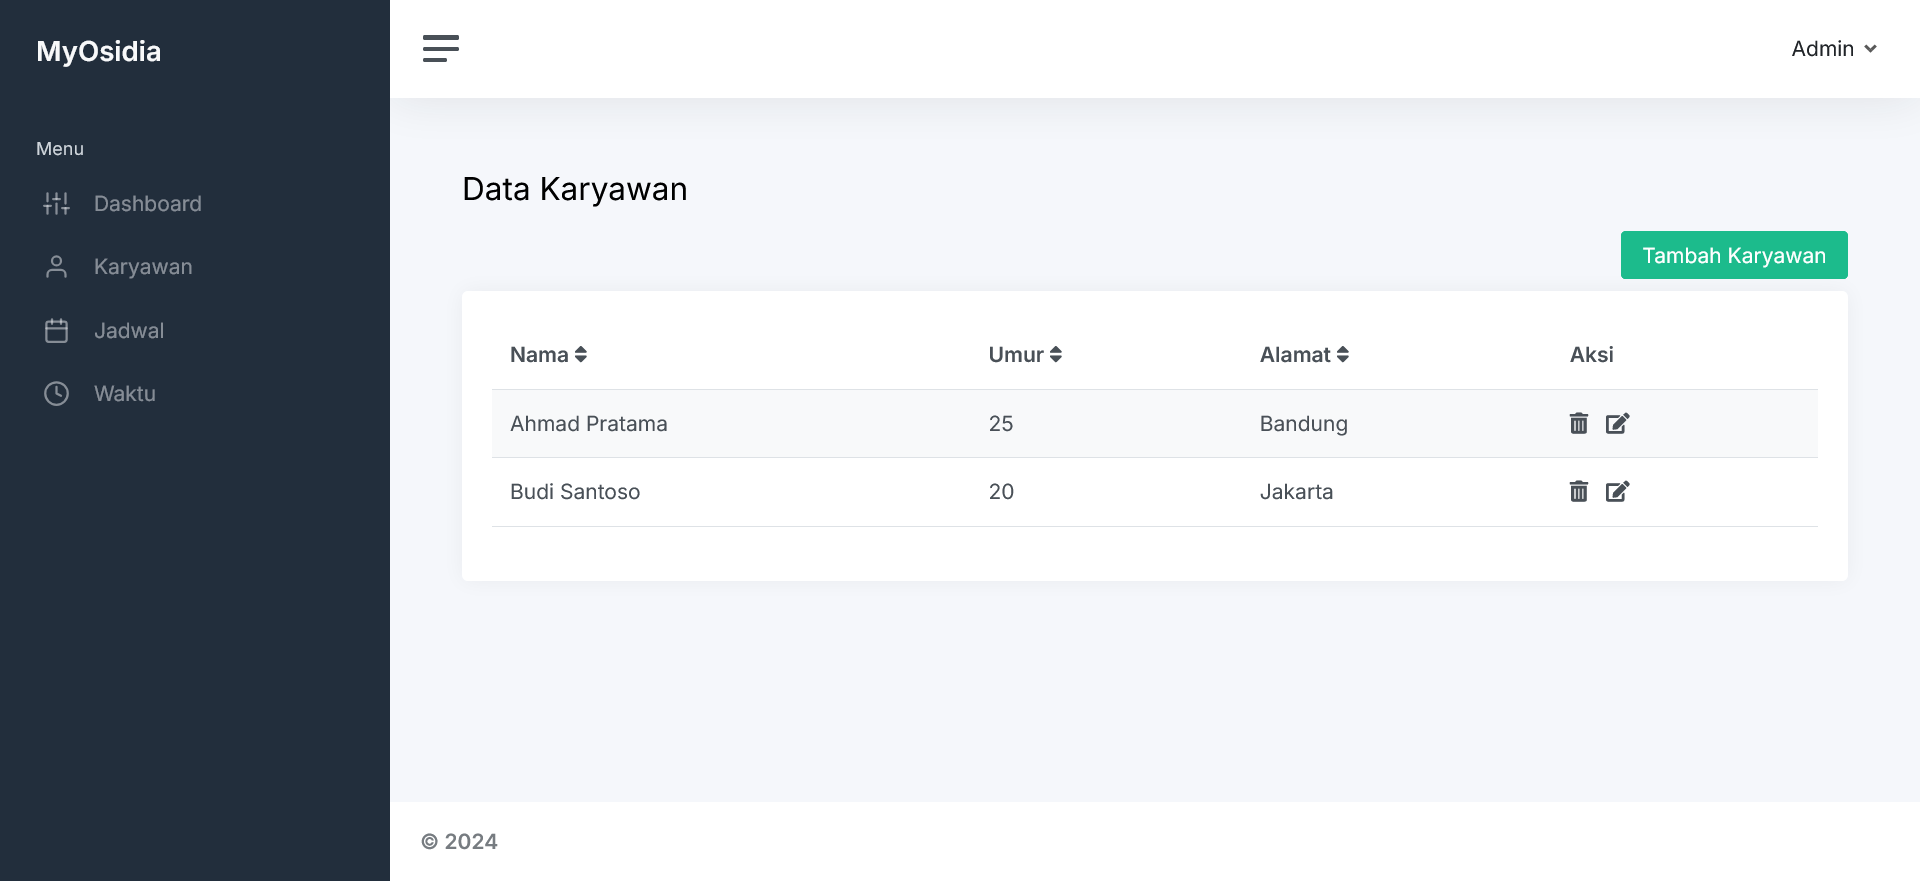 MyOsidia
Menu
Dashboard
Karyawan
Jadwal
Waktu
Admin
Data Karyawan
Tambah Karyawan
Nama Umur Alamat Aksi
Ahmad Pratama 25 Bandung
Budi Santoso 20 Jakarta
© 2024